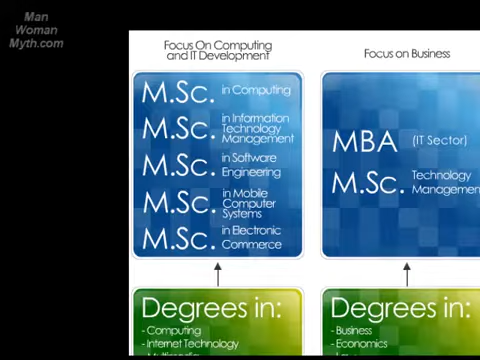 Man
Woman
Myth.com
Focus On Computing
and IT Development
M.Sc. in Computing
M.Sc. in Information
Technology
Management
M.Sc. in Software
Engineering
M.Sc. in Mobile
Computer
Systems
M.Sc. in Electronic
Commerce
Degrees in:
- Computing
- Internet Technology
- Multimedia
Focus on Business
MBA (IT Sector)
M.Sc. Technology
Management
Degrees in:
- Business
- Economics
- Law